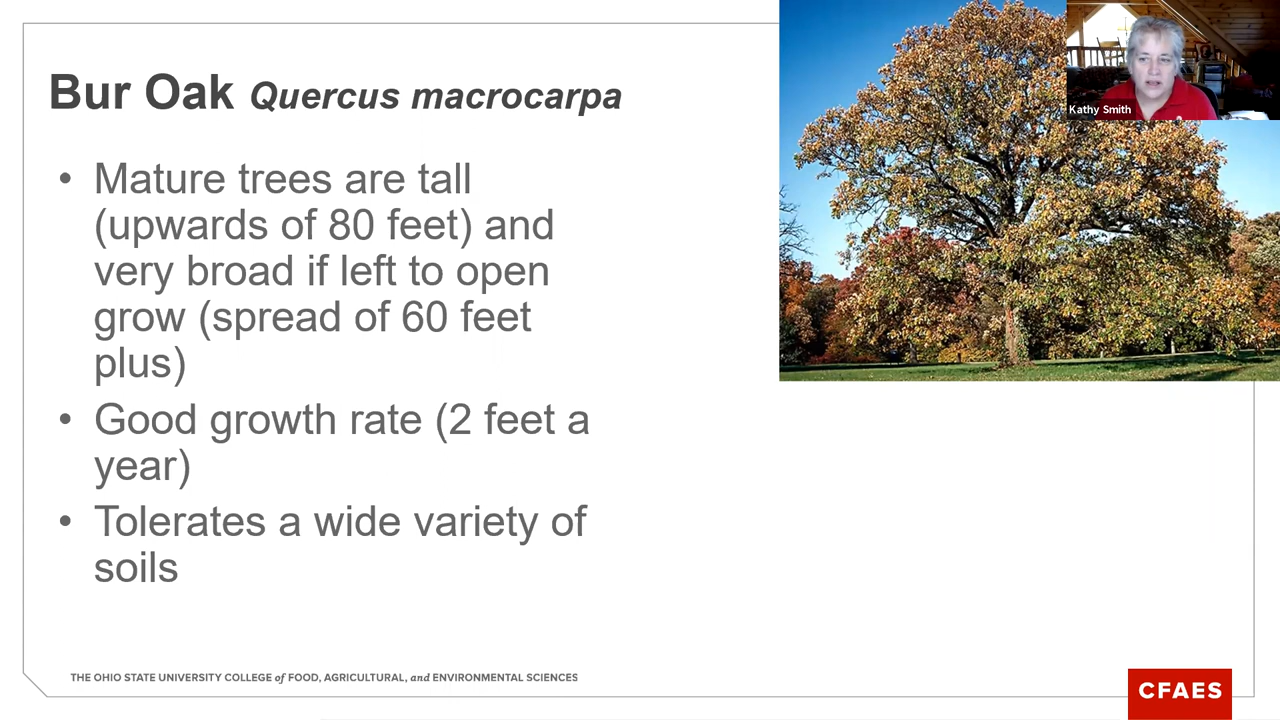 Bur Oak Quercus macrocarpa
Kathy Smith
• Mature trees are tall
(upwards of 80 feet) and
very broad if left to open
grow (spread of 60 feet
plus)
• Good growth rate (2 feet a
year)
• Tolerates a wide variety of
soils
THE OHIO STATE UNIVERSITY COLLEGE of FOOD, AGRICULTURAL, and ENVIRONMENTAL SCIENCES
CFAES